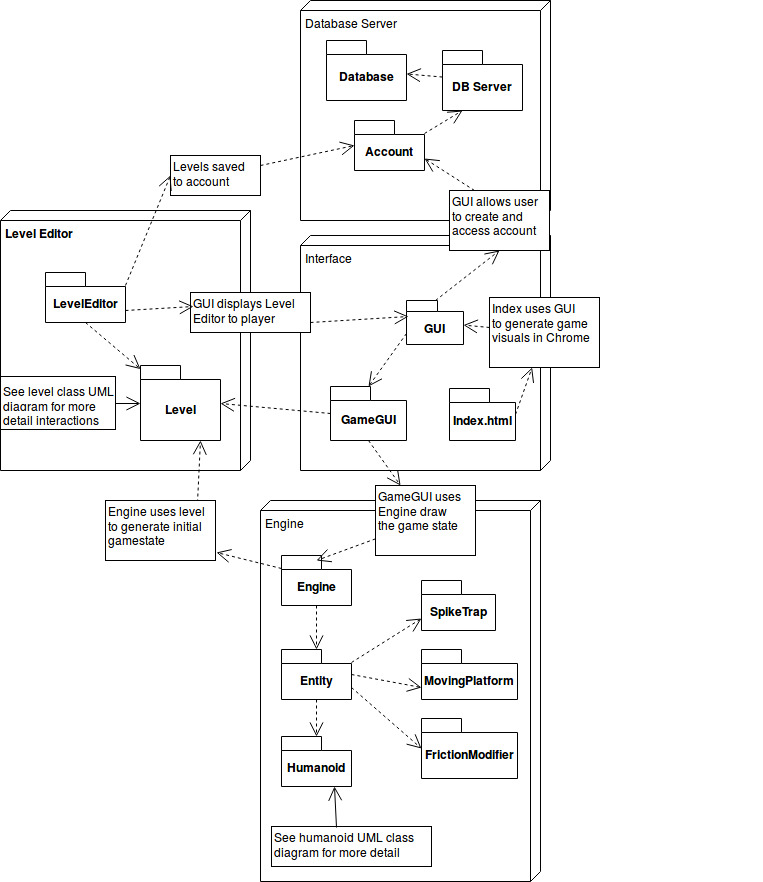 Database Server
Database
DB Server
Account
Levels saved
to account
GUI allows user
to create and
access account
Level Editor
Interface
LevelEditor
GUI displays Level
Editor to player
GUI
Index uses GUI
to generate game
visuals in Chrome
See level class UML
diagram for more
detail interactions
Level
GameGUI
Index.html
Engine uses level
to generate initial
gamestate
GameGUI uses
Engine draw
the game state
Engine
Engine
SpikeTrap
Entity
MovingPlatform
FrictionModifier
Humanoid
See humanoid UML class
diagram for more detail